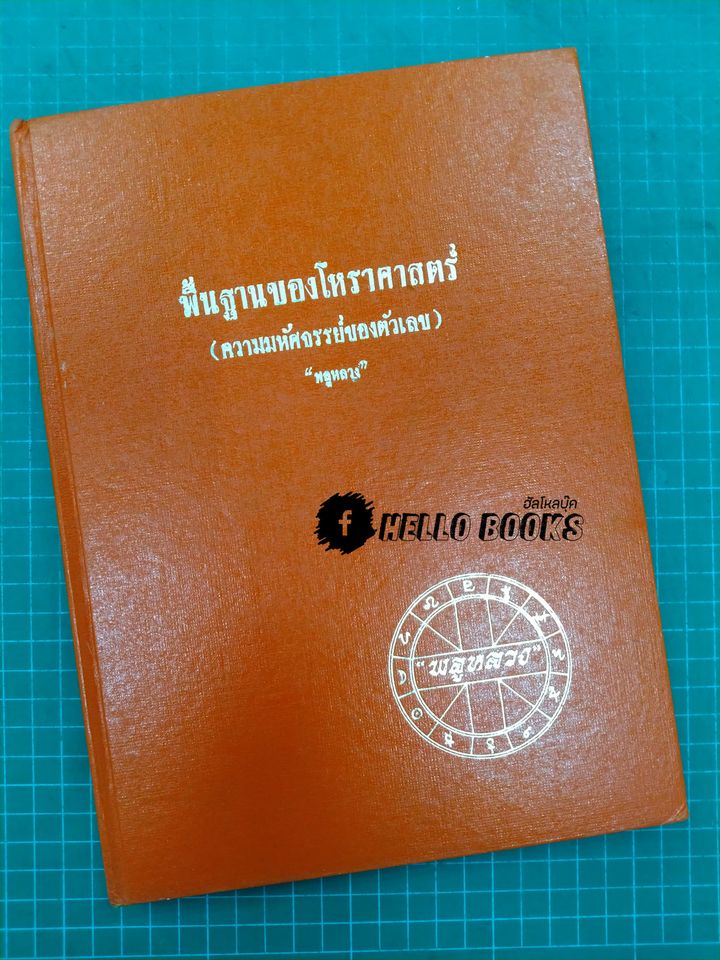 พื้นฐานของโหราศาสตร์
(ความมหัศจรรย์ของตัวเลข)
“พลูหลวง”
ฮัลโหลบุ๊ค
f HELLO BOOKS
“พลูหลวง”